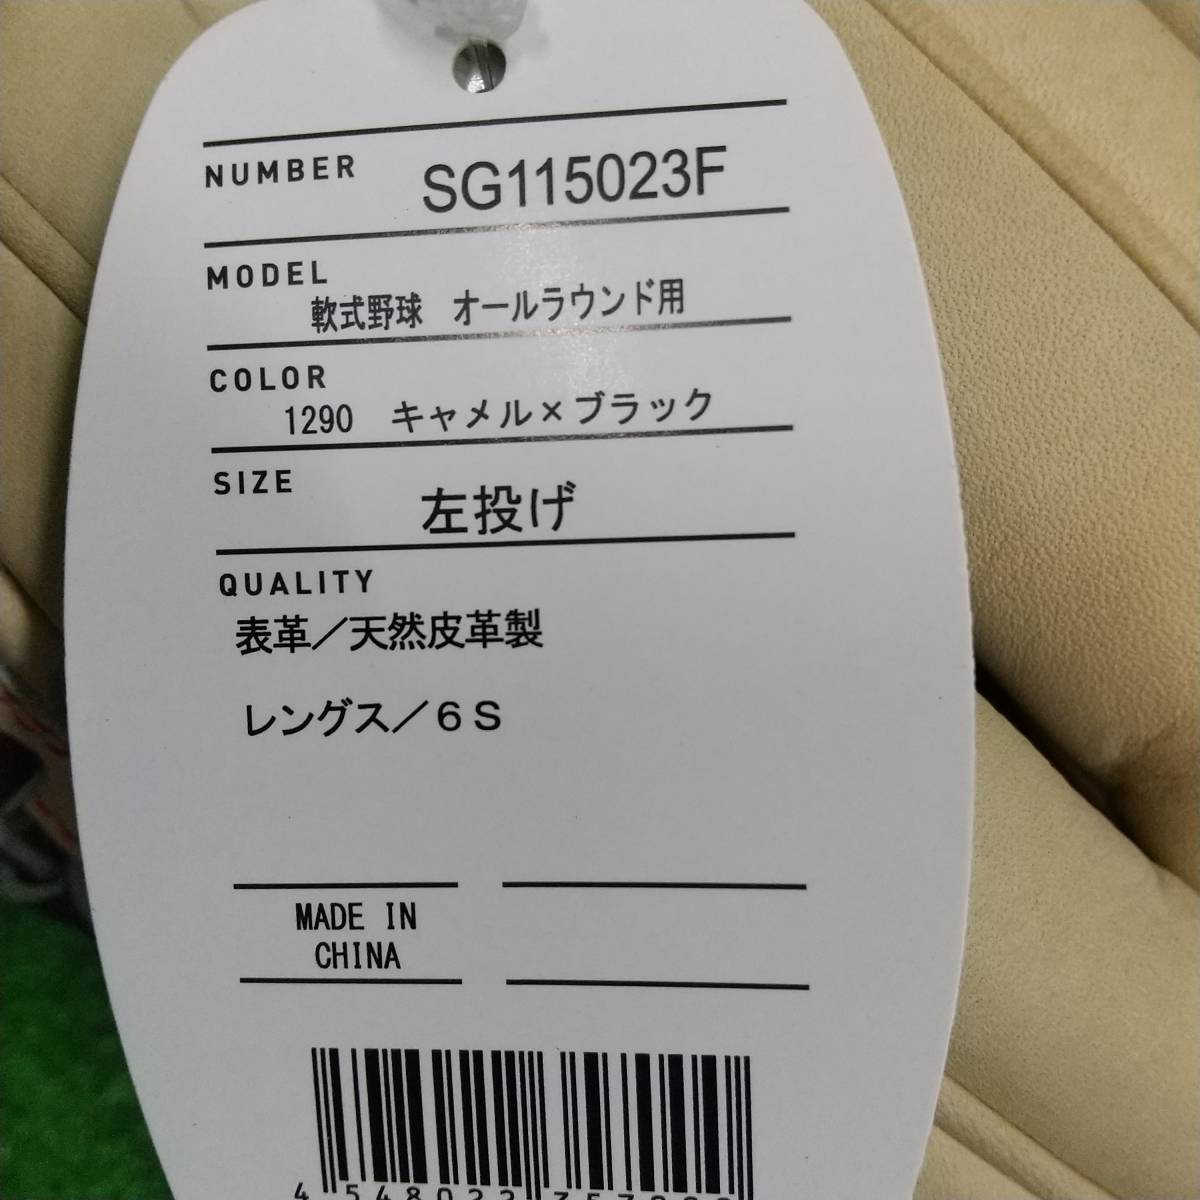 NUMBER
SG115023F
MODEL
軟式野球 オールラウンド用
COLOR
1290 キャメル×ブラック
SIZE
左投げ
QUALITY
表革／天然皮革製
レングス／6S
MADE IN
CHINA